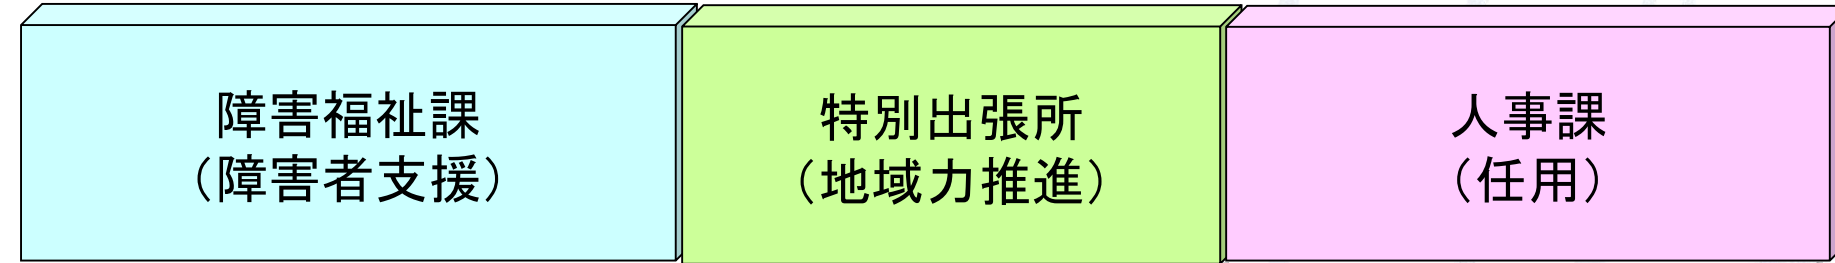 障害福祉課
（障害者支援）
特別出張所
（地域力推進）
人事課
（任用）